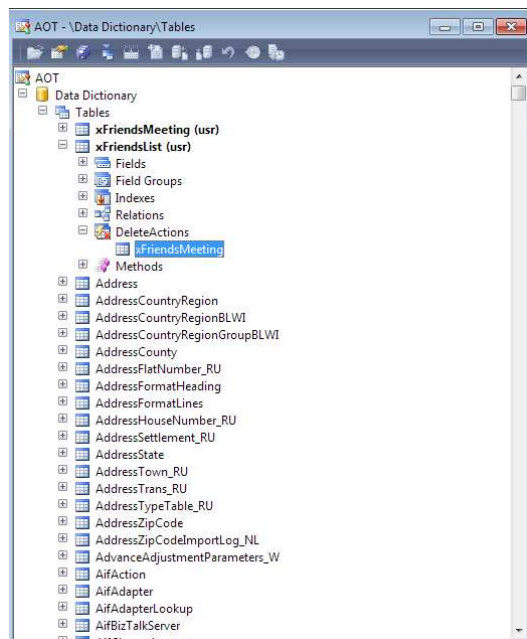 AOT - \Data Dictionary\Tables
AOT
Data Dictionary
Tables
xFriendsMeeting (usr)
xFriendsList (usr)
Fields
Field Groups
Indexes
Relations
DeleteActions
xFriendsMeeting
Methods
Address
AddressCountryRegion
AddressCountryRegionBLWI
AddressCountryRegionGroupBLWI
AddressCounty
AddressFlatNumber_RU
AddressFormatHeading
AddressFormatLines
AddressHouseNumber_RU
AddressSettlement_RU
AddressState
AddressTown_RU
AddressTrans_RU
AddressTypeTable_RU
AddressZipCode
AddressZipCodeImportLog_NL
AdvanceAdjustmentParameters_W
AifAction
AifAdapter
AifAdapterLookup
AifBizTalkServer